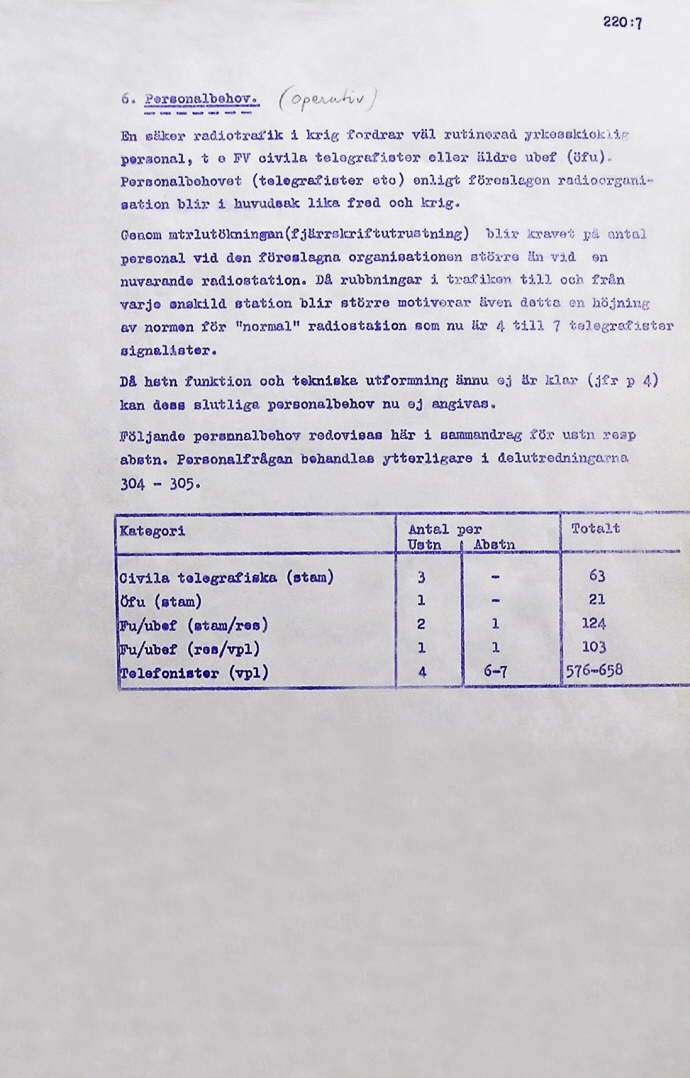 220:7
6. Personalbehov. (operativ)
En säker radiotrafik i krig fordrar väl rutinerad yrkesskicklig
personal, t e FV civila telegrafister eller äldre ubef (öfu).
Personalbehovet (telegrafister etc) enligt föreslagen radioorgani-
sation blir i huvudsak lika fred och krig.
Genom mtrlutökningen(fjärrskriftutrustning) blir kravet på antal
personal vid den föreslagna organisationen större än vid en
nuvarande radiostation. Då rubbningar i trafiken till och från
varje enskild station blir större motiverar även detta en höjning
av normen för "normal" radiostation som nu är 4 till 7 telegrafister
signalister.
Då hstn funktion och tekniska utformning ännu ej är klar (jfr p 4)
kan dess slutliga personalbehov nu ej angivas.
Följande persnnalbehov redovisas här i sammandrag för ustn resp
abstn. Personalfrågan behandlas ytterligare i delutredningarna
304 - 305.
Kategori Antal per Totalt
Ustn Abstn
Civila telegrafiska (stam) 3 - 63
Öfu (stam) 1 - 21
Fu/ubef (stam/res) 2 1 124
Fu/ubef (res/vpl) 1 1 103
Telefonister (vpl) 4 6-7 576-658